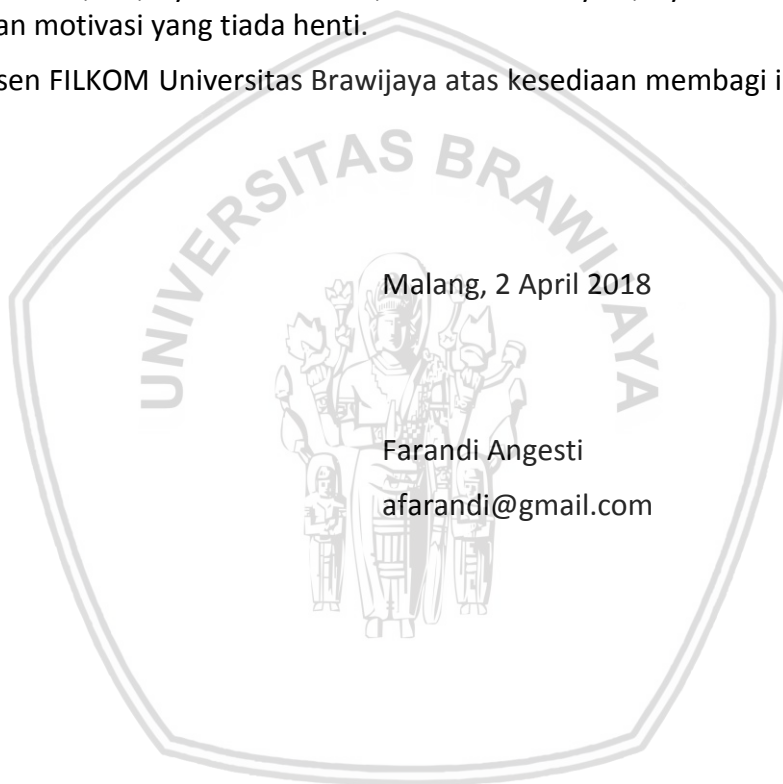 an motivasi yang tiada henti.
sen FILKOM Universitas Brawijaya atas kesediaan membagi i
UNIVERSITAS BRAWIJAYA
Malang, 2 April 2018
Farandi Angesti
afarandi@gmail.com